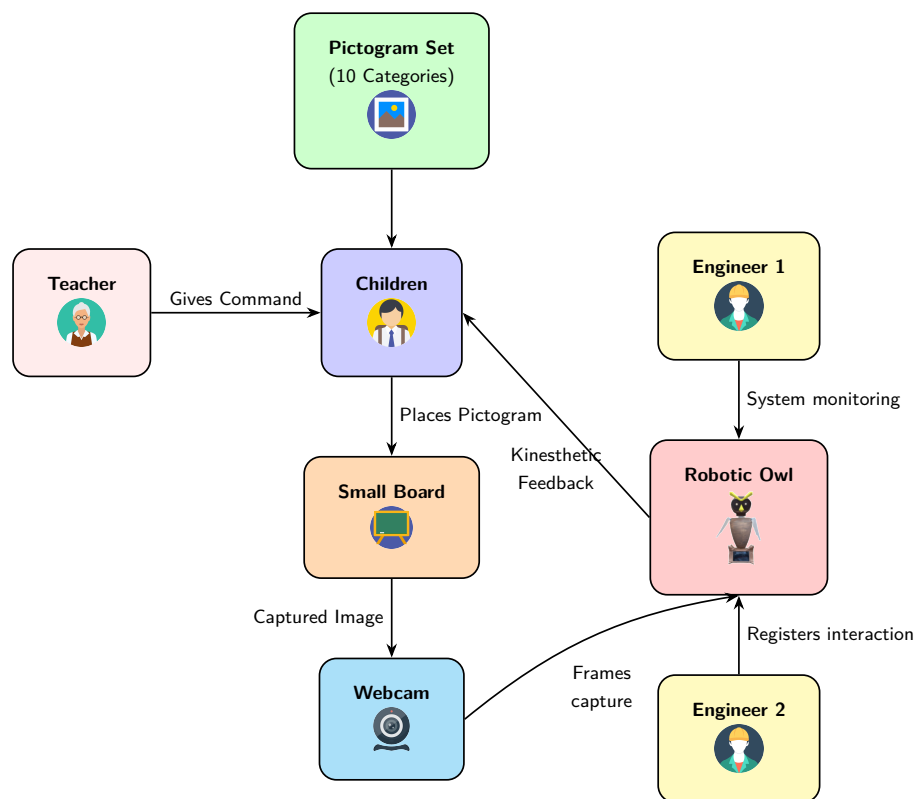 Pictogram Set
(10 Categories)
Teacher
Gives Command
Children
Engineer 1
System monitoring
Places Pictogram
Kinesthetic
Feedback
Robotic Owl
Small Board
Captured Image
Registers interaction
Frames
capture
Webcam
Engineer 2